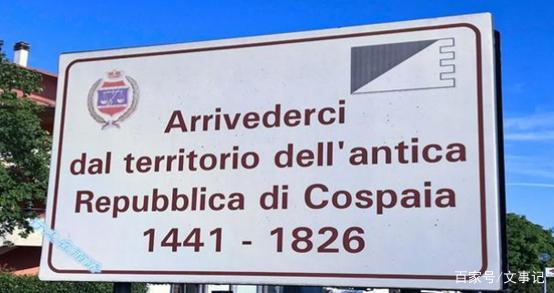 Arrivederci
dal territorio dell'antica
Repubblica di Cospaia
1441 - 1826
百家号/文事记